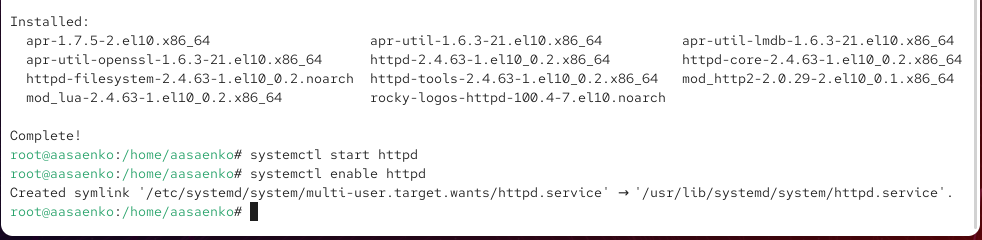 Installed:
apr-1.7.5-2.el10.x86_64 apr-util-1.6.3-21.el10.x86_64 apr-util-lmdb-1.6.3-21.el10.x86_64
apr-util-openssl-1.6.3-21.el10.x86_64 httpd-2.4.63-1.el10_0.2.x86_64 httpd-core-2.4.63-1.el10_0.2.x86_64
httpd-filesystem-2.4.63-1.el10_0.2.noarch httpd-tools-2.4.63-1.el10_0.2.x86_64 mod_http2-2.0.29-2.el10_0.1.x86_64
mod_lua-2.4.63-1.el10_0.2.x86_64 rocky-logos-httpd-100.4-7.el10.noarch
Complete!
root@aasaenko:/home/aasaenko# systemctl start httpd
root@aasaenko:/home/aasaenko# systemctl enable httpd
Created symlink '/etc/systemd/system/multi-user.target.wants/httpd.service' → '/usr/lib/systemd/system/httpd.service'.
root@aasaenko:/home/aasaenko#